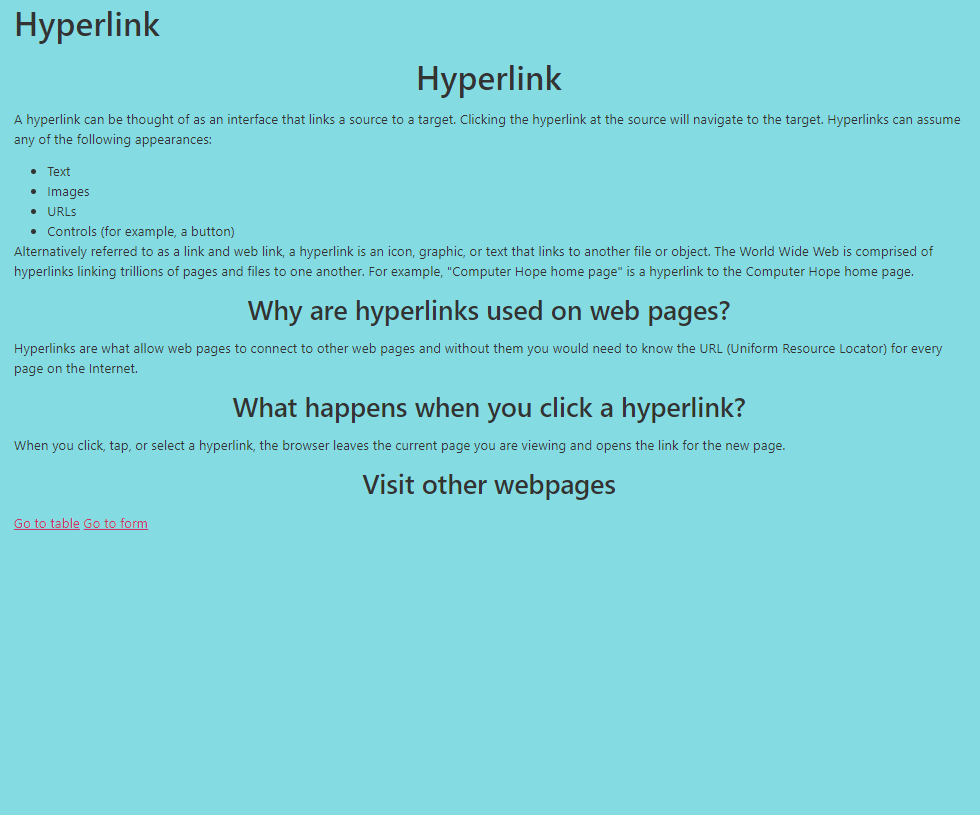 Hyperlink
Hyperlink
A hyperlink can be thought of as an interface that links a source to a target. Clicking the hyperlink at the source will navigate to the target. Hyperlinks can assume
any of the following appearances:
• Text
• Images
• URLs
• Controls (for example, a button)
Alternatively referred to as a link and web link, a hyperlink is an icon, graphic, or text that links to another file or object. The World Wide Web is comprised of
hyperlinks linking trillions of pages and files to one another. For example, "Computer Hope home page" is a hyperlink to the Computer Hope home page.
Why are hyperlinks used on web pages?
Hyperlinks are what allow web pages to connect to other web pages and without them you would need to know the URL (Uniform Resource Locator) for every
page on the Internet.
What happens when you click a hyperlink?
When you click, tap, or select a hyperlink, the browser leaves the current page you are viewing and opens the link for the new page.
Visit other webpages
Go to table Go to form